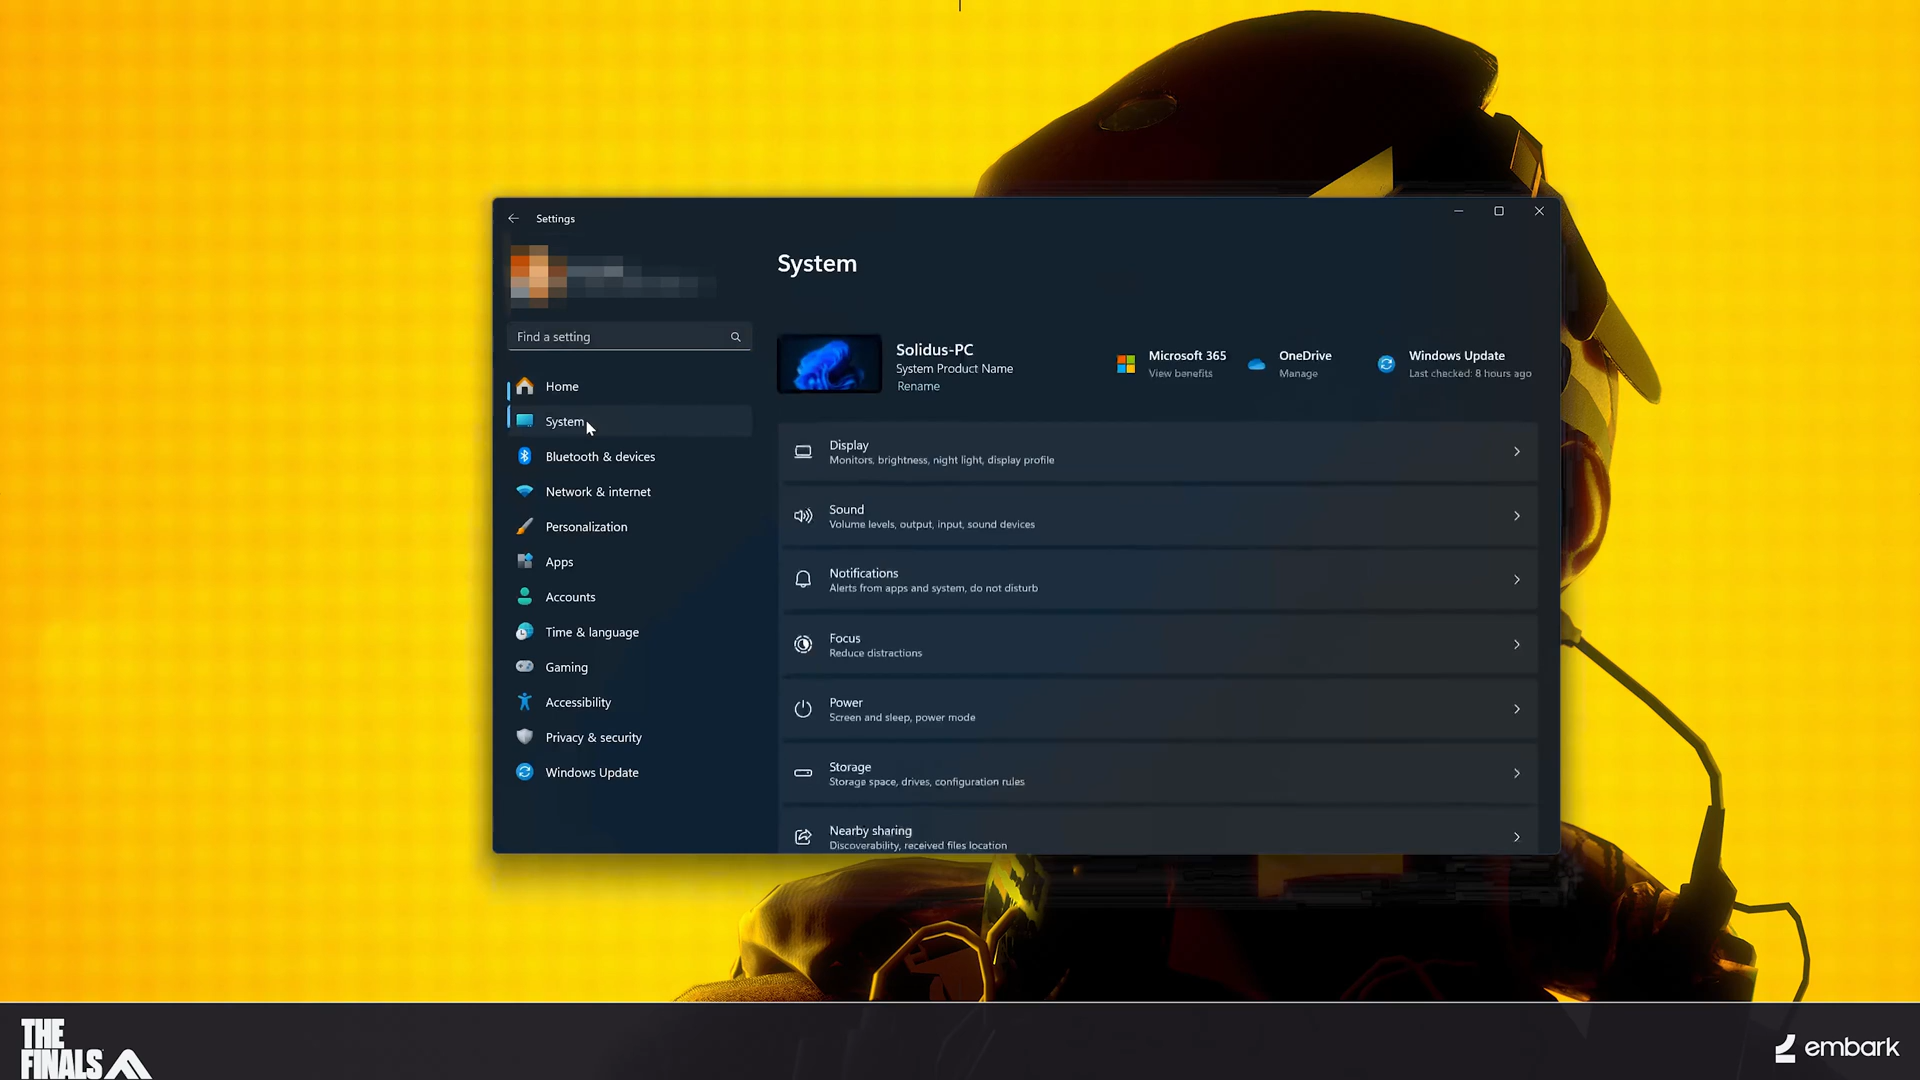 Settings
System
Find a setting
Solidus-PC
System Product Name
Rename
Microsoft 365
View benefits
OneDrive
Manage
Windows Update
Last checked: 8 hours ago
Home
System
Bluetooth & devices
Network & internet
Personalization
Apps
Accounts
Time & language
Gaming
Accessibility
Privacy & security
Windows Update
Display
Monitors, brightness, night light, display profile
Sound
Volume levels, output, input, sound devices
Notifications
Alerts from apps and system, do not disturb
Focus
Reduce distractions
Power
Screen and sleep, power mode
Storage
Storage space, drives, configuration rules
Nearby sharing
Discoverability, received files location
THE
FINALS
embark